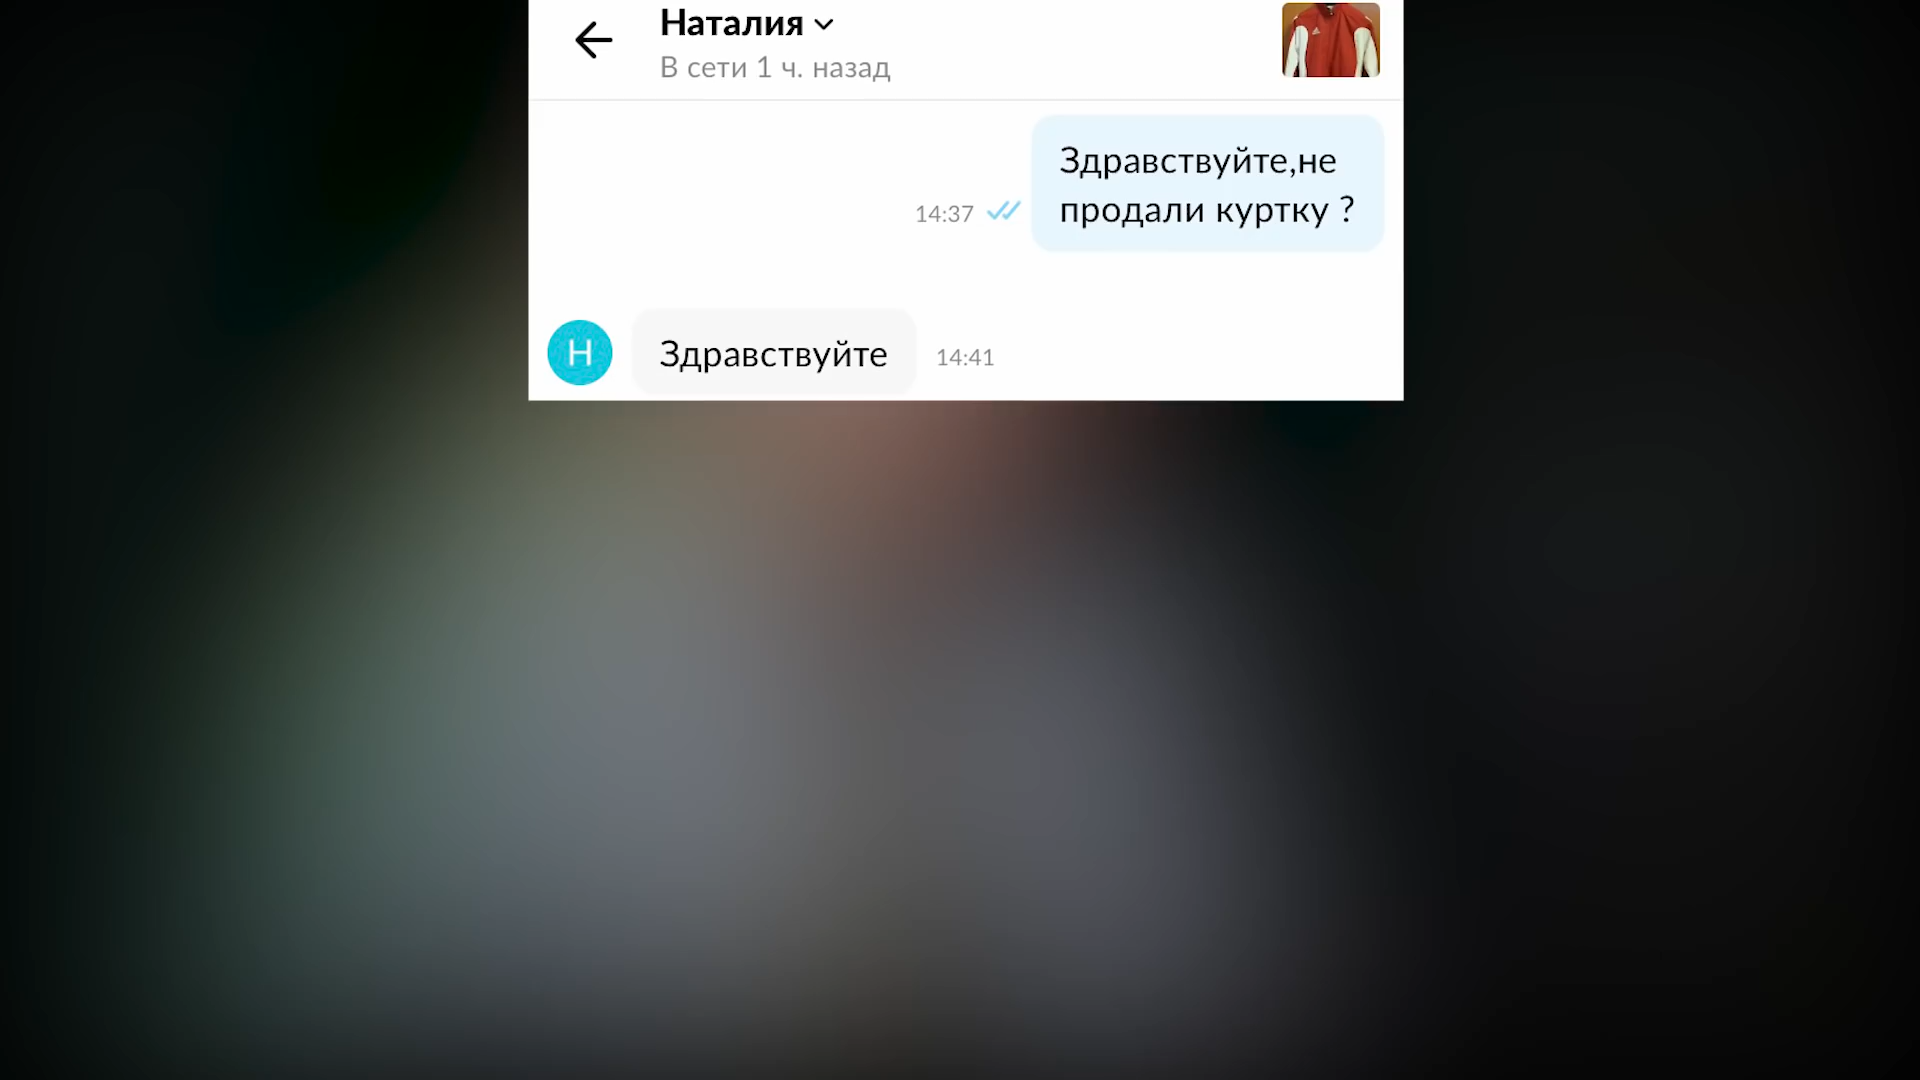 Наталия
В сети 1 ч. назад
Здравствуйте,не
продали куртку ?
14:37
Н
Здравствуйте
14:41